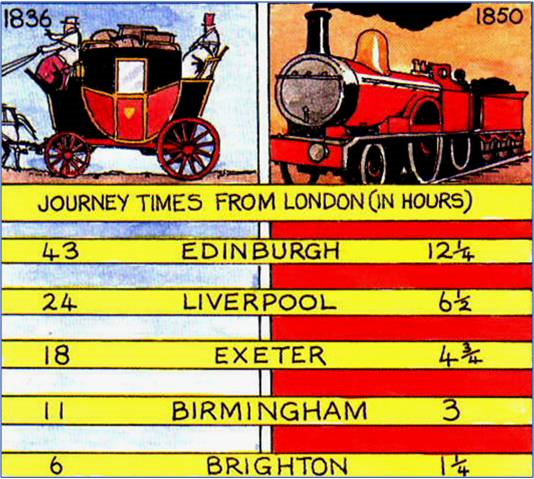 1836 1850
JOURNEY TIMES FROM LONDON (IN HOURS)
43 EDINBURGH 12¼
24 LIVERPOOL 6½
18 EXETER 4¾
11 BIRMINGHAM 3
6 BRIGHTON 1¼